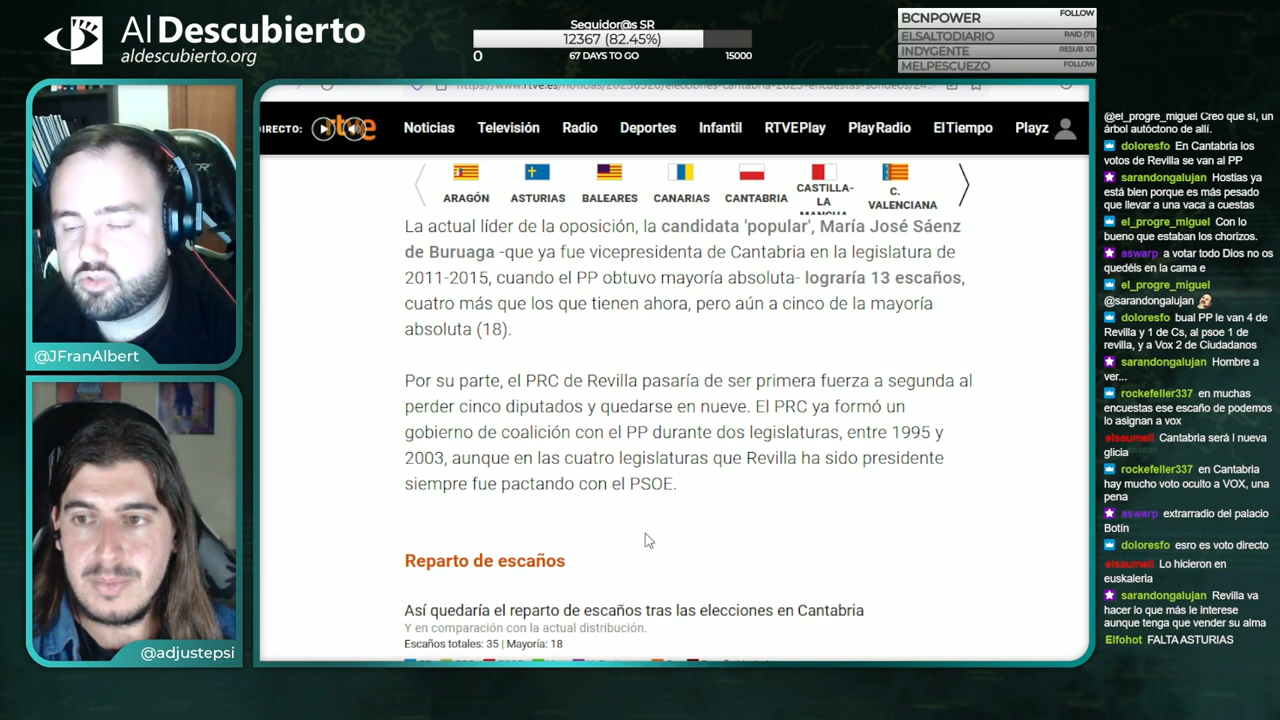 Al Descubierto
aldescubierto.org
Seguidor@s SR
12367 (82.45%)
0
67 DAYS TO GO
15000
BCNPOWER
FOLLOW
ELSALTODIARIO
RAID (71)
INDYGENTE
RESUB X11
MELPESCUEZO
FOLLOW
@JFranAlbert
@adjustepsi
DIRECTO:
rtve
Noticias
Televisión
Radio
Deportes
Infantil
RTVEPlay
PlayRadio
ElTiempo
Playz
ARAGÓN
ASTURIAS
BALEARES
CANARIAS
CANTABRIA
CASTILLA-
LA
MANCHA
C.
VALENCIANA
La actual líder de la oposición, la candidata 'popular', María José Sáenz
de Buruaga -que ya fue vicepresidenta de Cantabria en la legislatura de
2011-2015, cuando el PP obtuvo mayoría absoluta- lograría 13 escaños,
cuatro más que los que tienen ahora, pero aún a cinco de la mayoría
absoluta (18).
Por su parte, el PRC de Revilla pasaría de ser primera fuerza a segunda al
perder cinco diputados y quedarse en nueve. El PRC ya formó un
gobierno de coalición con el PP durante dos legislaturas, entre 1995 y
2003, aunque en las cuatro legislaturas que Revilla ha sido presidente
siempre fue pactando con el PSOE.
Reparto de escaños
Así quedaría el reparto de escaños tras las elecciones en Cantabria
Y en comparación con la actual distribución.
Escaños totales: 35 | Mayoría: 18
@el_progre_miguel Creo que si, un
árbol autóctono de allí.
doloresfo En Cantabria los
votos de Revilla se van al PP
sarandongalujan Hostias ya
está bien porque es más pesado
que llevar a una vaca a cuestas
el_progre_miguel Con lo
bueno que estaban los chorizos.
aswarp a votar todo Dios no os
quedéis en la cama e
el_progre_miguel
@sarandongalujan
doloresfo bual PP le van 4 de
Revilla y 1 de Cs, al psoe 1 de
revilla, y a Vox 2 de Ciudadanos
sarandongalujan Hombre a
ver...
rockefeller337 en muchas
encuestas ese escaño de podemos
lo asignan a vox
elsaumell Cantabria será l nueva
glicia
rockefeller337 en Cantabria
hay mucho voto oculto a VOX, una
pena
aswarp extrarradio del palacio
Botín
doloresfo esro es voto directo
elsaumell Lo hicieron en
euskaleria
sarandongalujan Revilla va
hacer lo que más le interese
aunque tenga que vender su alma
Elfohot FALTA ASTURIAS